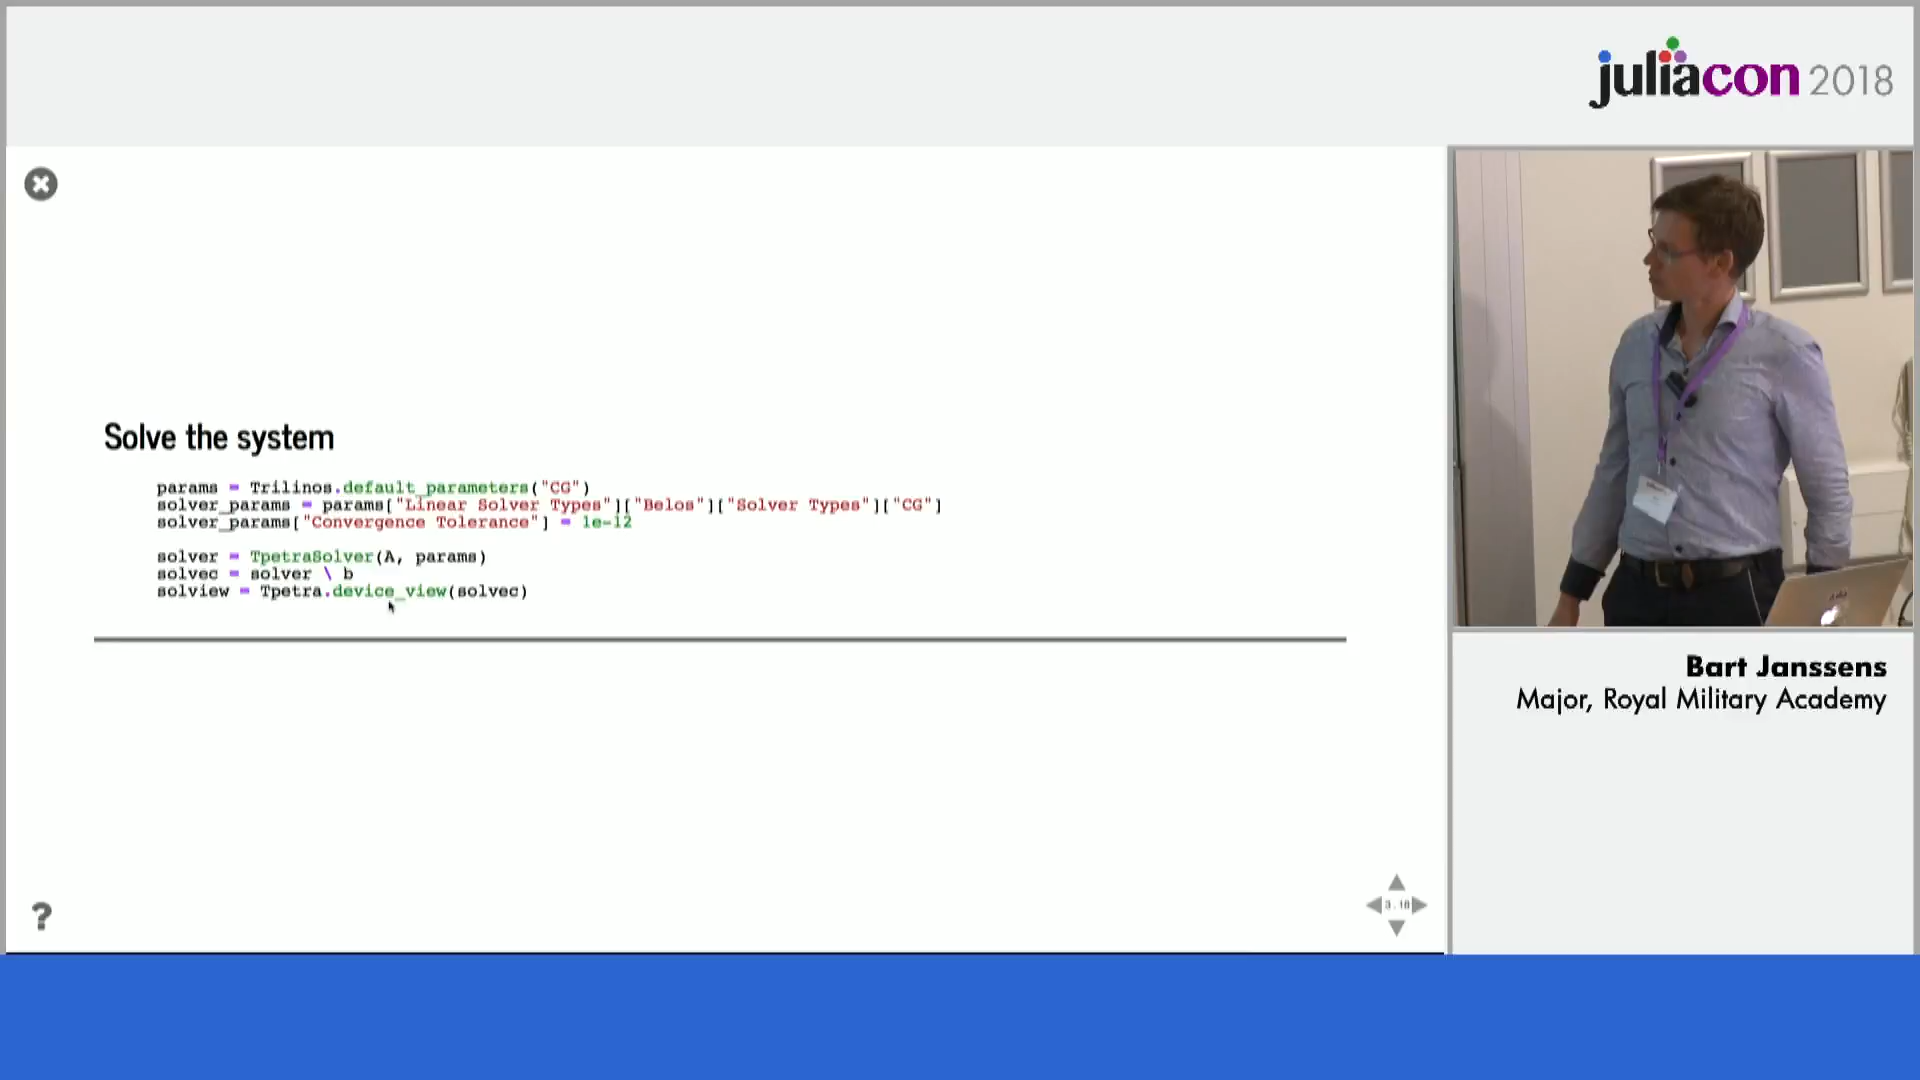 juliacon 2018
Solve the system
params = Trilinos.default_parameters("CG")
solver_params = params["Linear Solver Types"]["Belos"]["Solver Types"]["CG"]
solver_params["Convergence Tolerance"] = 1e-12
solver = TpetraSolver(A, params)
solvec = solver \ b
solview = Tpetra.device_view(solvec)
Bart Janssens
Major, Royal Military Academy
?
3.10